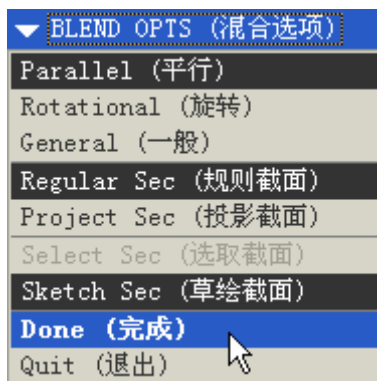 BLEND OPTS (混合选项)
Parallel (平行)
Rotational (旋转)
General (一般)
Regular Sec (规则截面)
Project Sec (投影截面)
Select Sec (选取截面)
Sketch Sec (草绘截面)
Done (完成)
Quit (退出)